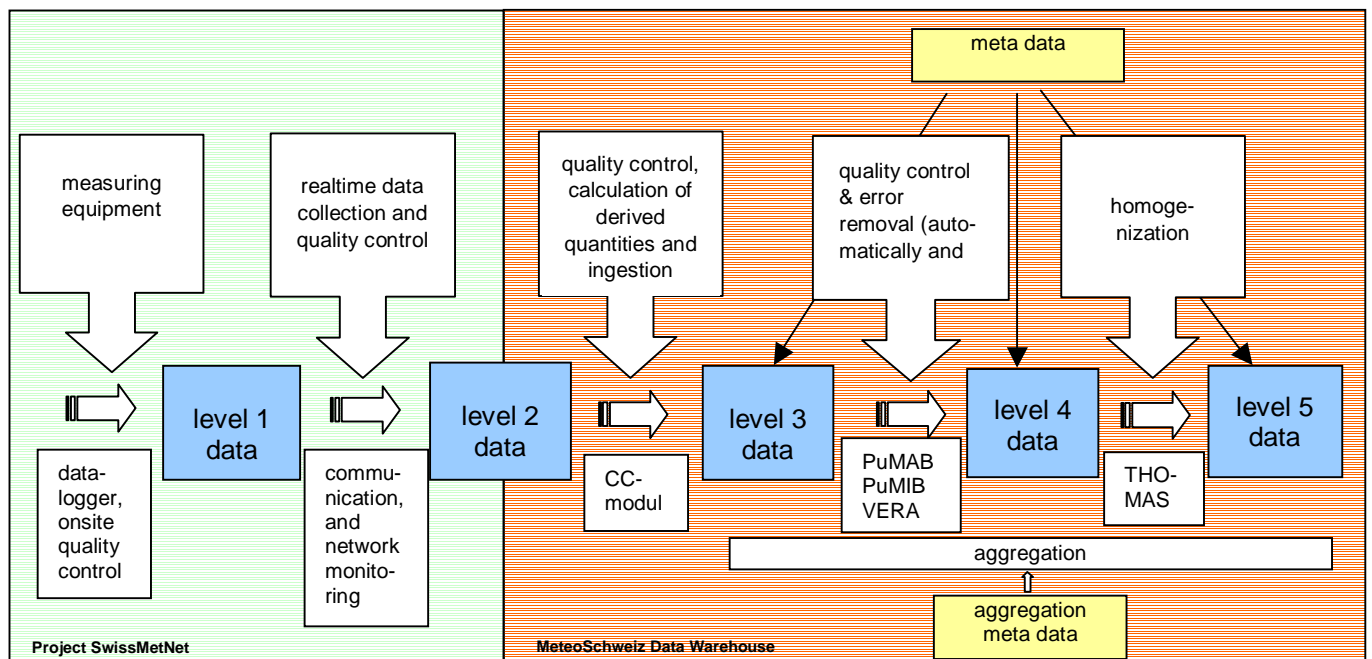 meta data
measuring
equipment
realtime data
collection and
quality control
quality control,
calculation of
derived
quantities and
ingestion
quality control
& error
removal (auto-
matically and
homoge-
nization
level 1
data
level 2
data
level 3
data
level 4
data
level 5
data
data-
logger,
onsite
quality
control
commu-
nication,
and
network
monito-
ring
CC-
modul
PuMAB
PuMIB
VERA
THO-
MAS
aggregation
aggregation
meta data
Project SwissMetNet
MeteoSchweiz Data Warehouse